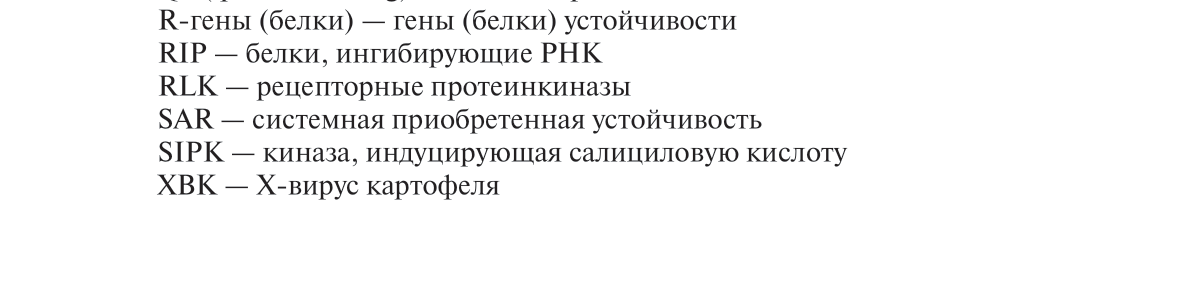 R-гены (белки) — гены (белки) устойчивости
RIP — белки, ингибирующие РНК
RLK — рецепторные протеинкиназы
SAR — системная приобретенная устойчивость
SIPK — киназа, индуцирующая салициловую кислоту
ХВК — Х-вирус картофеля